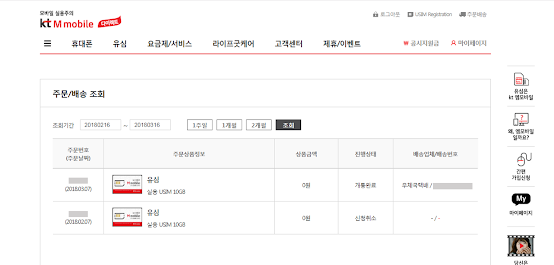 모바일 실용주의
kt M mobile 다이렉트
로그아웃 USIM Registration 주문/배송
휴대폰 유심 요금제/서비스 라이프굿케어 고객센터 제휴/이벤트 공시지원금 마이페이지
주문/배송 조회
조회기간 20180216 ~ 20180316 1주일 1개월 2개월 조회
주문번호
(주문날짜) 주문상품정보 상품금액 진행상태 배송업체/배송번호
유심
(20180307) 실용 USIM 10GB 0원 개통완료 우체국택배 /
유심
(20180207) 실용 USIM 10GB 0원 신청취소 - / -
유심은
kt 엠모바일
왜, 엠모바일
일까요?
간편
가입신청
My
마이페이지
당신은